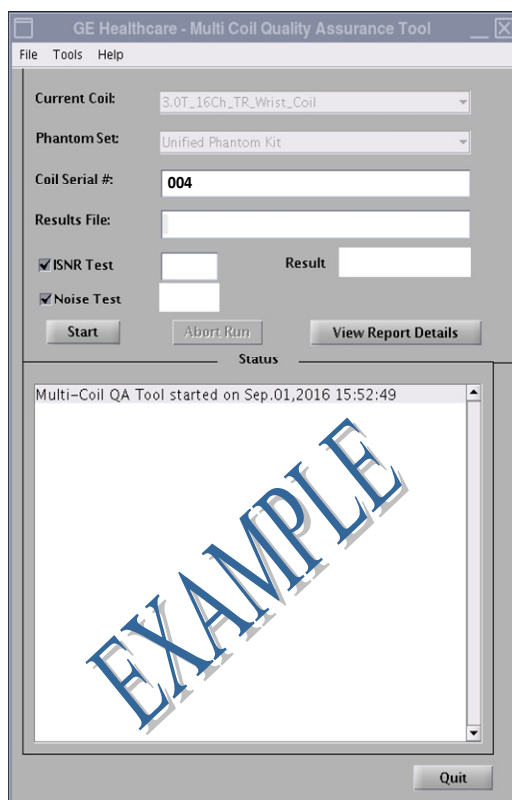 GE Healthcare - Multi Coil Quality Assurance Tool
File Tools Help
Current Coil: 3.0T_16Ch_TR_Wrist_Coil
Phantom Set: Unified Phantom Kit
Coil Serial #: 004
Results File:
ISNR Test Result
Noise Test
Start Abort Run View Report Details
Status
Multi-Coil QA Tool started on Sep.01,2016 15:52:49
EXAMPLE
Quit